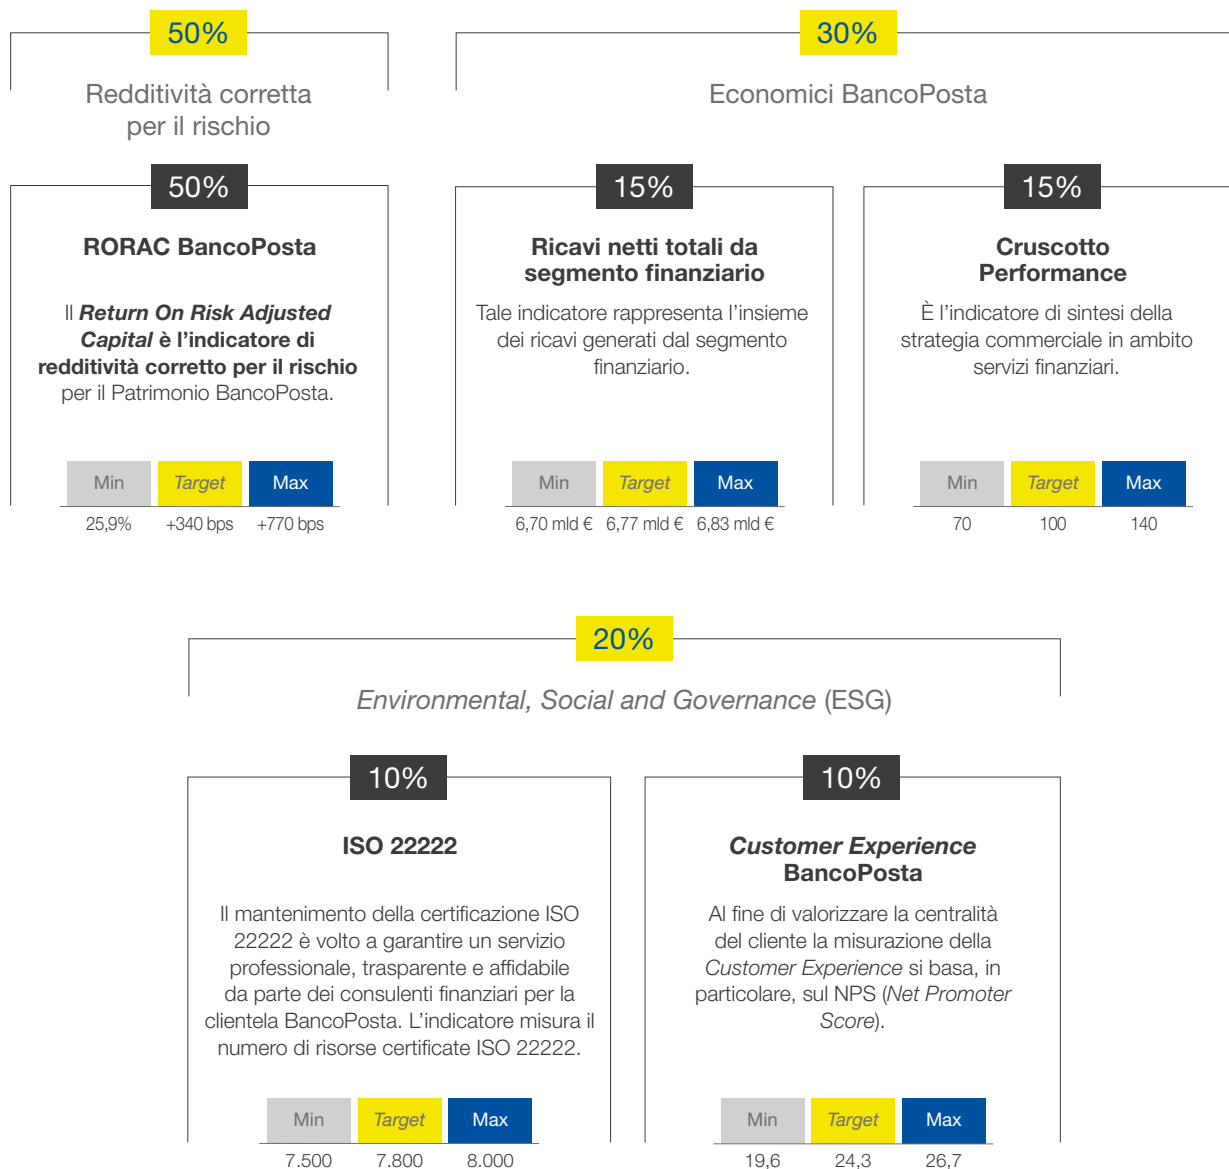 50%
Redditività corretta
per il rischio
30%
Economici BancoPosta
50%
RORAC BancoPosta
Il Return On Risk Adjusted
Capital è l’indicatore di
redditività corretto per il rischio
per il Patrimonio BancoPosta.
Min Target Max
25,9% +340 bps +770 bps
15%
Ricavi netti totali da
segmento finanziario
Tale indicatore rappresenta l’insieme
dei ricavi generati dal segmento
finanziario.
Min Target Max
6,70 mld € 6,77 mld € 6,83 mld €
15%
Cruscotto
Performance
È l’indicatore di sintesi della
strategia commerciale in ambito
servizi finanziari.
Min Target Max
70 100 140
20%
Environmental, Social and Governance (ESG)
10%
ISO 22222
Il mantenimento della certificazione ISO
22222 è volto a garantire un servizio
professionale, trasparente e affidabile
da parte dei consulenti finanziari per la
clientela BancoPosta. L’indicatore misura il
numero di risorse certificate ISO 22222.
Min Target Max
7.500 7.800 8.000
10%
Customer Experience
BancoPosta
Al fine di valorizzare la centralità
del cliente la misurazione della
Customer Experience si basa, in
particolare, sul NPS (Net Promoter
Score).
Min Target Max
19,6 24,3 26,7